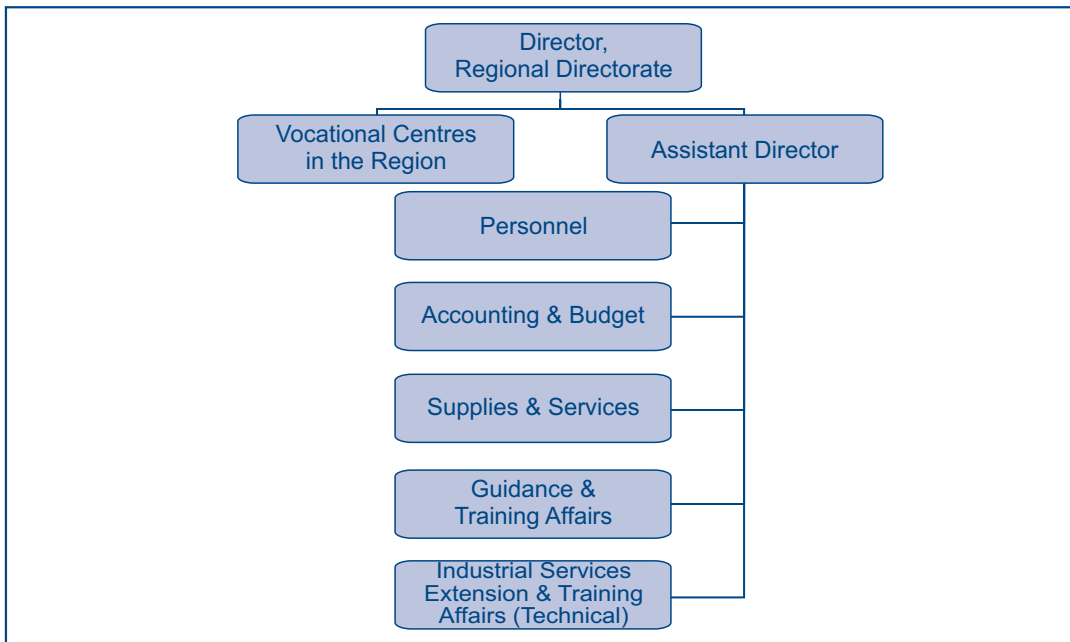 Director,
Regional Directorate
Vocational Centres
in the Region
Assistant Director
Personnel
Accounting & Budget
Supplies & Services
Guidance &
Training Affairs
Industrial Services
Extension & Training
Affairs (Technical)